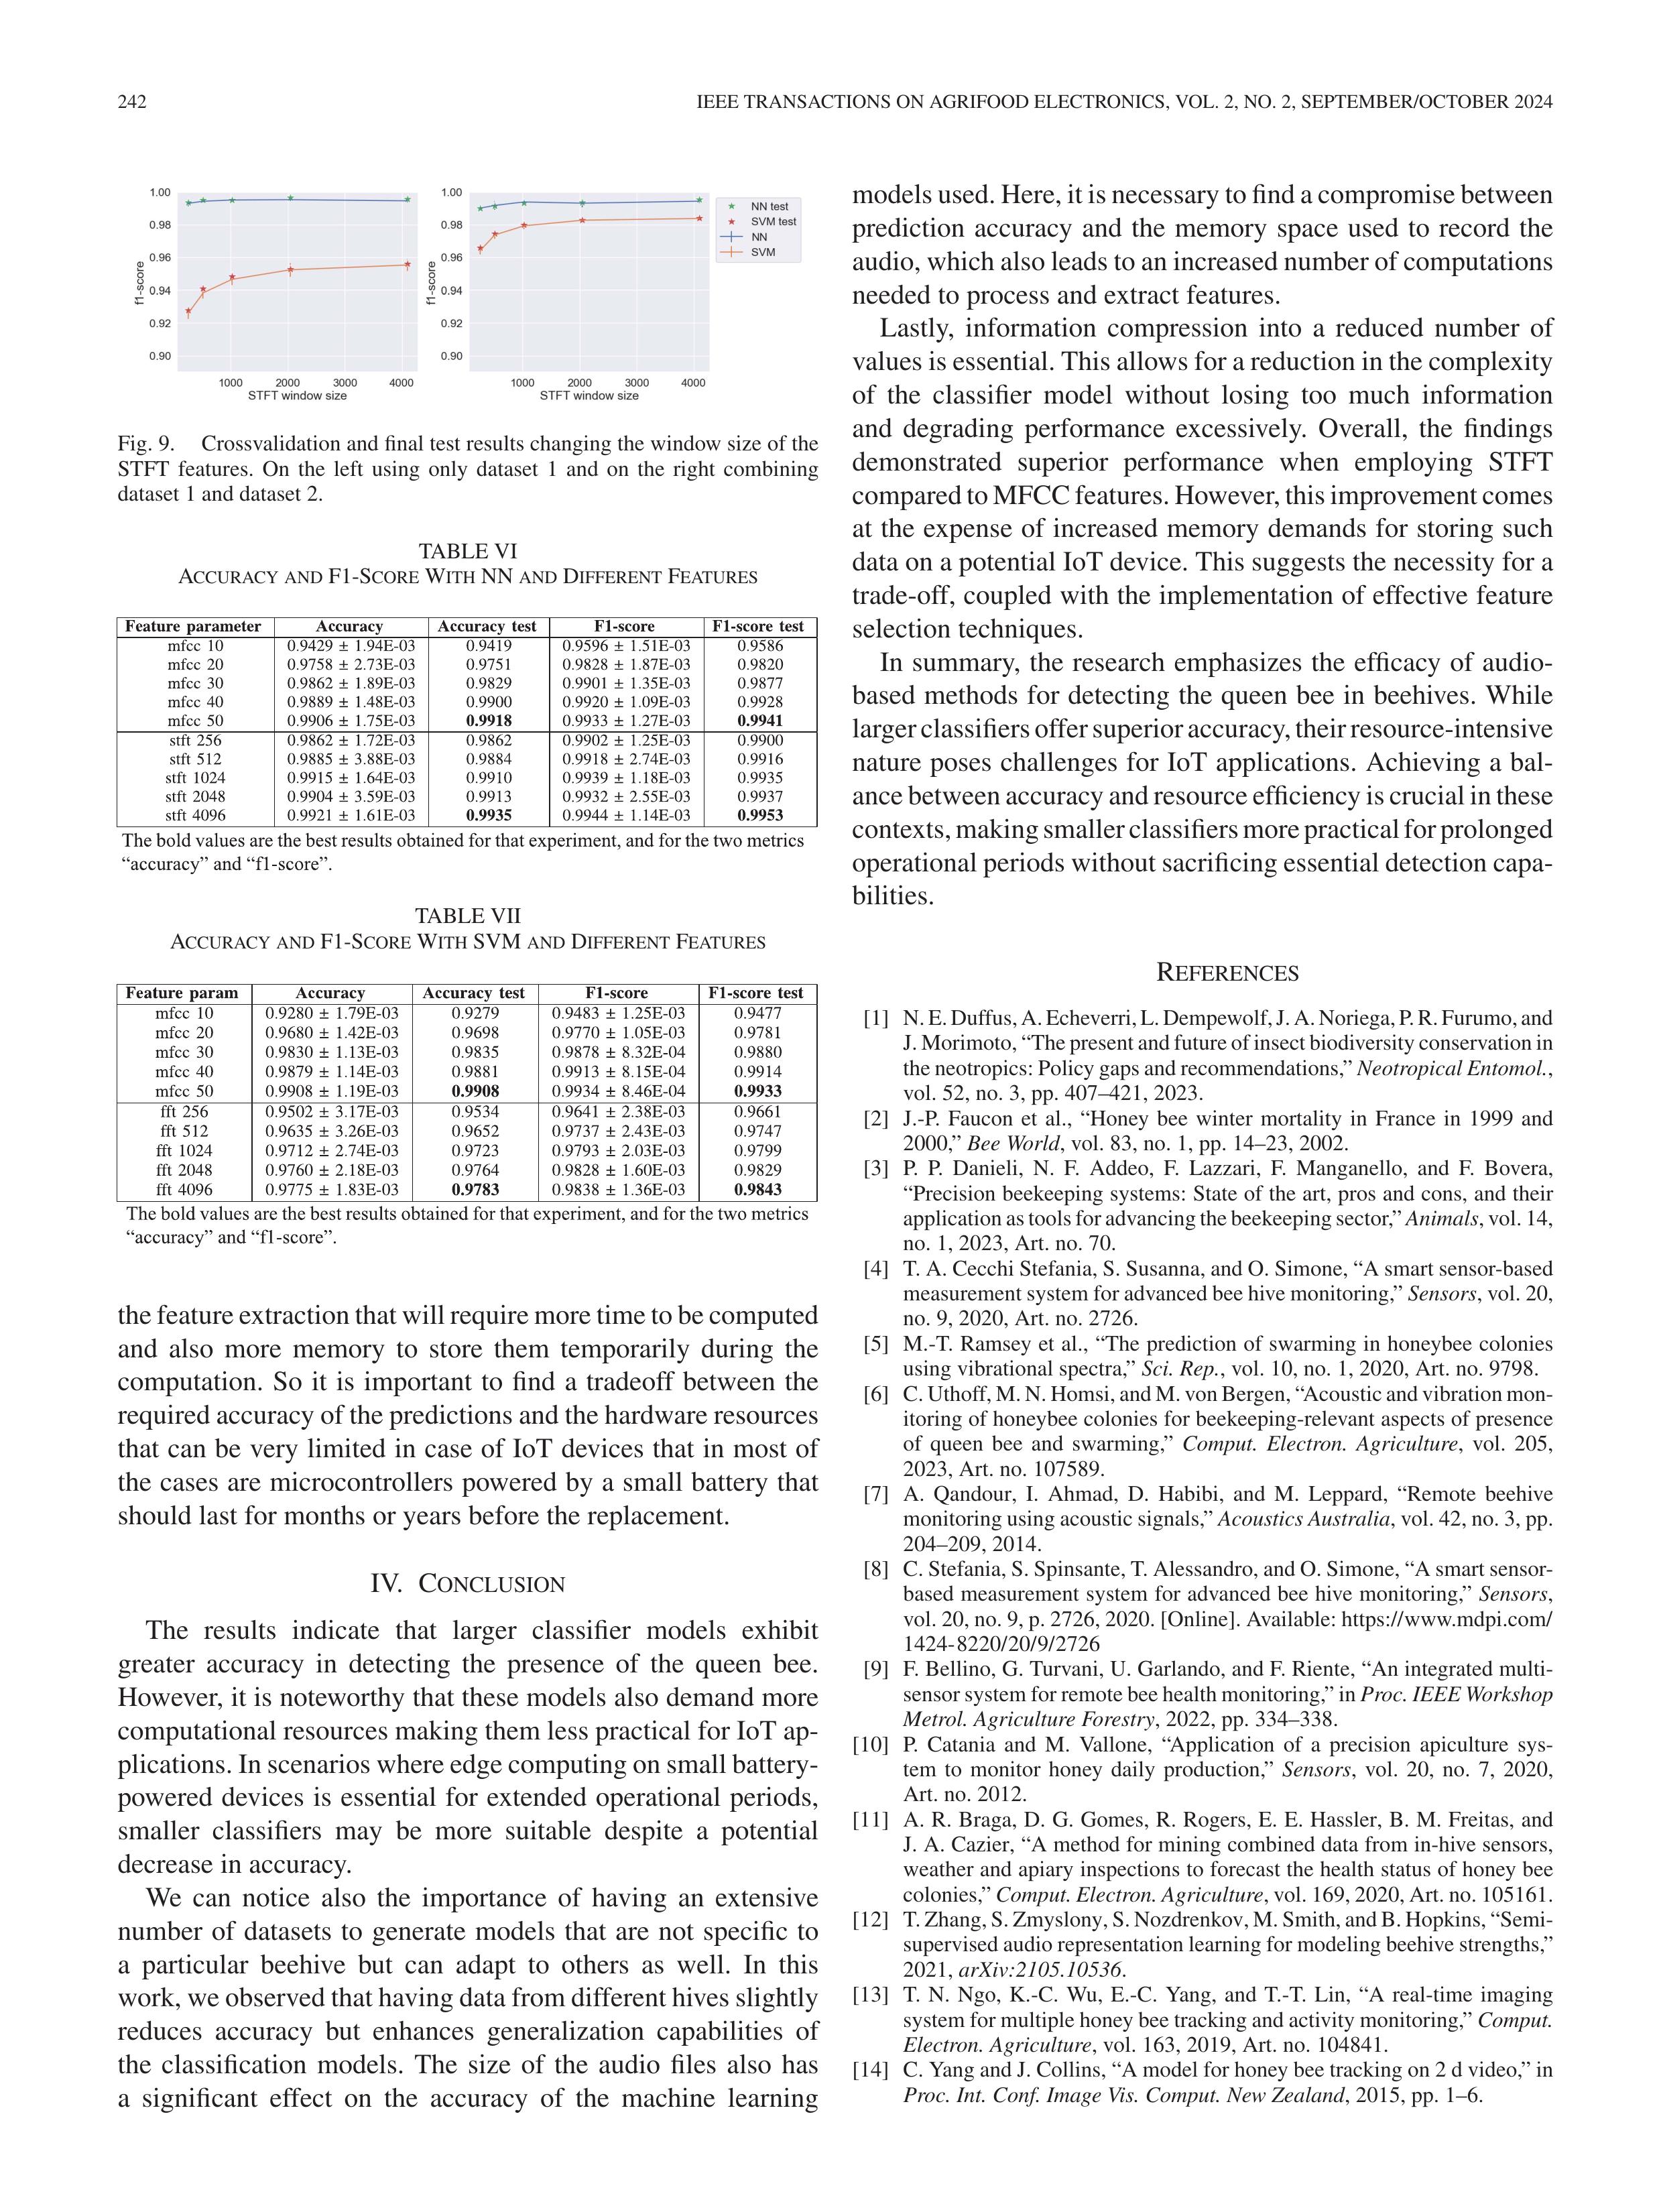 242
IEEE TRANSACTIONS ON AGRIFOOD ELECTRONICS, VOL. 2, NO. 2, SEPTEMBER/OCTOBER 2024
1.00
0.98
0.96
0.94
0.92
0.90
f1-score
1000 2000 3000 4000
STFT window size
1.00
0.98
0.96
0.94
0.92
0.90
f1-score
1000 2000 3000 4000
STFT window size
NN test
SVM test
NN
SVM
Fig. 9. Crossvalidation and final test results changing the window size of the
STFT features. On the left using only dataset 1 and on the right combining
dataset 1 and dataset 2.
TABLE VI
ACCURACY AND F1-SCORE WITH NN AND DIFFERENT FEATURES
Feature parameter Accuracy Accuracy test F1-score F1-score test
mfcc 10 0.9429 ± 1.94E-03 0.9419 0.9596 ± 1.51E-03 0.9586
mfcc 20 0.9758 ± 2.73E-03 0.9751 0.9828 ± 1.87E-03 0.9820
mfcc 30 0.9862 ± 1.89E-03 0.9829 0.9901 ± 1.35E-03 0.9877
mfcc 40 0.9889 ± 1.48E-03 0.9900 0.9920 ± 1.09E-03 0.9928
mfcc 50 0.9906 ± 1.75E-03 0.9918 0.9933 ± 1.27E-03 0.9941
stft 256 0.9862 ± 1.72E-03 0.9862 0.9902 ± 1.25E-03 0.9900
stft 512 0.9885 ± 3.88E-03 0.9884 0.9918 ± 2.74E-03 0.9916
stft 1024 0.9915 ± 1.64E-03 0.9910 0.9939 ± 1.18E-03 0.9935
stft 2048 0.9904 ± 3.59E-03 0.9913 0.9932 ± 2.55E-03 0.9937
stft 4096 0.9921 ± 1.61E-03 0.9935 0.9944 ± 1.14E-03 0.9953
The bold values are the best results obtained for that experiment, and for the two metrics
“accuracy” and “f1-score”.
TABLE VII
ACCURACY AND F1-SCORE WITH SVM AND DIFFERENT FEATURES
Feature param Accuracy Accuracy test F1-score F1-score test
mfcc 10 0.9280 ± 1.79E-03 0.9279 0.9483 ± 1.25E-03 0.9477
mfcc 20 0.9680 ± 1.42E-03 0.9698 0.9770 ± 1.05E-03 0.9781
mfcc 30 0.9830 ± 1.13E-03 0.9835 0.9878 ± 8.32E-04 0.9880
mfcc 40 0.9879 ± 1.14E-03 0.9881 0.9913 ± 8.15E-04 0.9914
mfcc 50 0.9908 ± 1.19E-03 0.9908 0.9934 ± 8.46E-04 0.9933
fft 256 0.9502 ± 3.17E-03 0.9534 0.9641 ± 2.38E-03 0.9661
fft 512 0.9635 ± 3.26E-03 0.9652 0.9737 ± 2.43E-03 0.9747
fft 1024 0.9712 ± 2.74E-03 0.9723 0.9793 ± 2.03E-03 0.9799
fft 2048 0.9760 ± 2.18E-03 0.9764 0.9828 ± 1.60E-03 0.9829
fft 4096 0.9775 ± 1.83E-03 0.9783 0.9838 ± 1.36E-03 0.9843
The bold values are the best results obtained for that experiment, and for the two metrics
“accuracy” and “f1-score”.
the feature extraction that will require more time to be computed
and also more memory to store them temporarily during the
computation. So it is important to find a tradeoff between the
required accuracy of the predictions and the hardware resources
that can be very limited in case of IoT devices that in most of
the cases are microcontrollers powered by a small battery that
should last for months or years before the replacement.
IV. CONCLUSION
The results indicate that larger classifier models exhibit
greater accuracy in detecting the presence of the queen bee.
However, it is noteworthy that these models also demand more
computational resources making them less practical for IoT ap-
plications. In scenarios where edge computing on small battery-
powered devices is essential for extended operational periods,
smaller classifiers may be more suitable despite a potential
decrease in accuracy.
We can notice also the importance of having an extensive
number of datasets to generate models that are not specific to
a particular beehive but can adapt to others as well. In this
work, we observed that having data from different hives slightly
reduces accuracy but enhances generalization capabilities of
the classification models. The size of the audio files also has
a significant effect on the accuracy of the machine learning
models used. Here, it is necessary to find a compromise between
prediction accuracy and the memory space used to record the
audio, which also leads to an increased number of computations
needed to process and extract features.
Lastly, information compression into a reduced number of
values is essential. This allows for a reduction in the complexity
of the classifier model without losing too much information
and degrading performance excessively. Overall, the findings
demonstrated superior performance when employing STFT
compared to MFCC features. However, this improvement comes
at the expense of increased memory demands for storing such
data on a potential IoT device. This suggests the necessity for a
trade-off, coupled with the implementation of effective feature
selection techniques.
In summary, the research emphasizes the efficacy of audio-
based methods for detecting the queen bee in beehives. While
larger classifiers offer superior accuracy, their resource-intensive
nature poses challenges for IoT applications. Achieving a bal-
ance between accuracy and resource efficiency is crucial in these
contexts, making smaller classifiers more practical for prolonged
operational periods without sacrificing essential detection capa-
bilities.
REFERENCES
[1] N. E. Duffus, A. Echeverri, L. Dempewolf, J. A. Noriega, P. R. Furumo, and
J. Morimoto, “The present and future of insect biodiversity conservation in
the neotropics: Policy gaps and recommendations,” Neotropical Entomol.,
vol. 52, no. 3, pp. 407–421, 2023.
[2] J.-P. Faucon et al., “Honey bee winter mortality in France in 1999 and
2000,” Bee World, vol. 83, no. 1, pp. 14–23, 2002.
[3] P. P. Danieli, N. F. Addeo, F. Lazzari, F. Manganello, and F. Bovera,
“Precision beekeeping systems: State of the art, pros and cons, and their
application as tools for advancing the beekeeping sector,” Animals, vol. 14,
no. 1, 2023, Art. no. 70.
[4] T. A. Cecchi Stefania, S. Susanna, and O. Simone, “A smart sensor-based
measurement system for advanced bee hive monitoring,” Sensors, vol. 20,
no. 9, 2020, Art. no. 2726.
[5] M.-T. Ramsey et al., “The prediction of swarming in honeybee colonies
using vibrational spectra,” Sci. Rep., vol. 10, no. 1, 2020, Art. no. 9798.
[6] C. Uthoff, M. N. Homsi, and M. von Bergen, “Acoustic and vibration mon-
itoring of honeybee colonies for beekeeping-relevant aspects of presence
of queen bee and swarming,” Comput. Electron. Agriculture, vol. 205,
2023, Art. no. 107589.
[7] A. Qandour, I. Ahmad, D. Habibi, and M. Leppard, “Remote beehive
monitoring using acoustic signals,” Acoustics Australia, vol. 42, no. 3, pp.
204–209, 2014.
[8] C. Stefania, S. Spinsante, T. Alessandro, and O. Simone, “A smart sensor-
based measurement system for advanced bee hive monitoring,” Sensors,
vol. 20, no. 9, p. 2726, 2020. [Online]. Available: https://www.mdpi.com/
1424-8220/20/9/2726
[9] F. Bellino, G. Turvani, U. Garlando, and F. Riente, “An integrated multi-
sensor system for remote bee health monitoring,” in Proc. IEEE Workshop
Metrol. Agriculture Forestry, 2022, pp. 334–338.
[10] P. Catania and M. Vallone, “Application of a precision apiculture sys-
tem to monitor honey daily production,” Sensors, vol. 20, no. 7, 2020,
Art. no. 2012.
[11] A. R. Braga, D. G. Gomes, R. Rogers, E. E. Hassler, B. M. Freitas, and
J. A. Cazier, “A method for mining combined data from in-hive sensors,
weather and apiary inspections to forecast the health status of honey bee
colonies,” Comput. Electron. Agriculture, vol. 169, 2020, Art. no. 105161.
[12] T. Zhang, S. Zmyslony, S. Nozdrenkov, M. Smith, and B. Hopkins, “Semi-
supervised audio representation learning for modeling beehive strengths,”
2021, arXiv:2105.10536.
[13] T. N. Ngo, K.-C. Wu, E.-C. Yang, and T.-T. Lin, “A real-time imaging
system for multiple honey bee tracking and activity monitoring,” Comput.
Electron. Agriculture, vol. 163, 2019, Art. no. 104841.
[14] C. Yang and J. Collins, “A model for honey bee tracking on 2 d video,” in
Proc. Int. Conf. Image Vis. Comput. New Zealand, 2015, pp. 1–6.